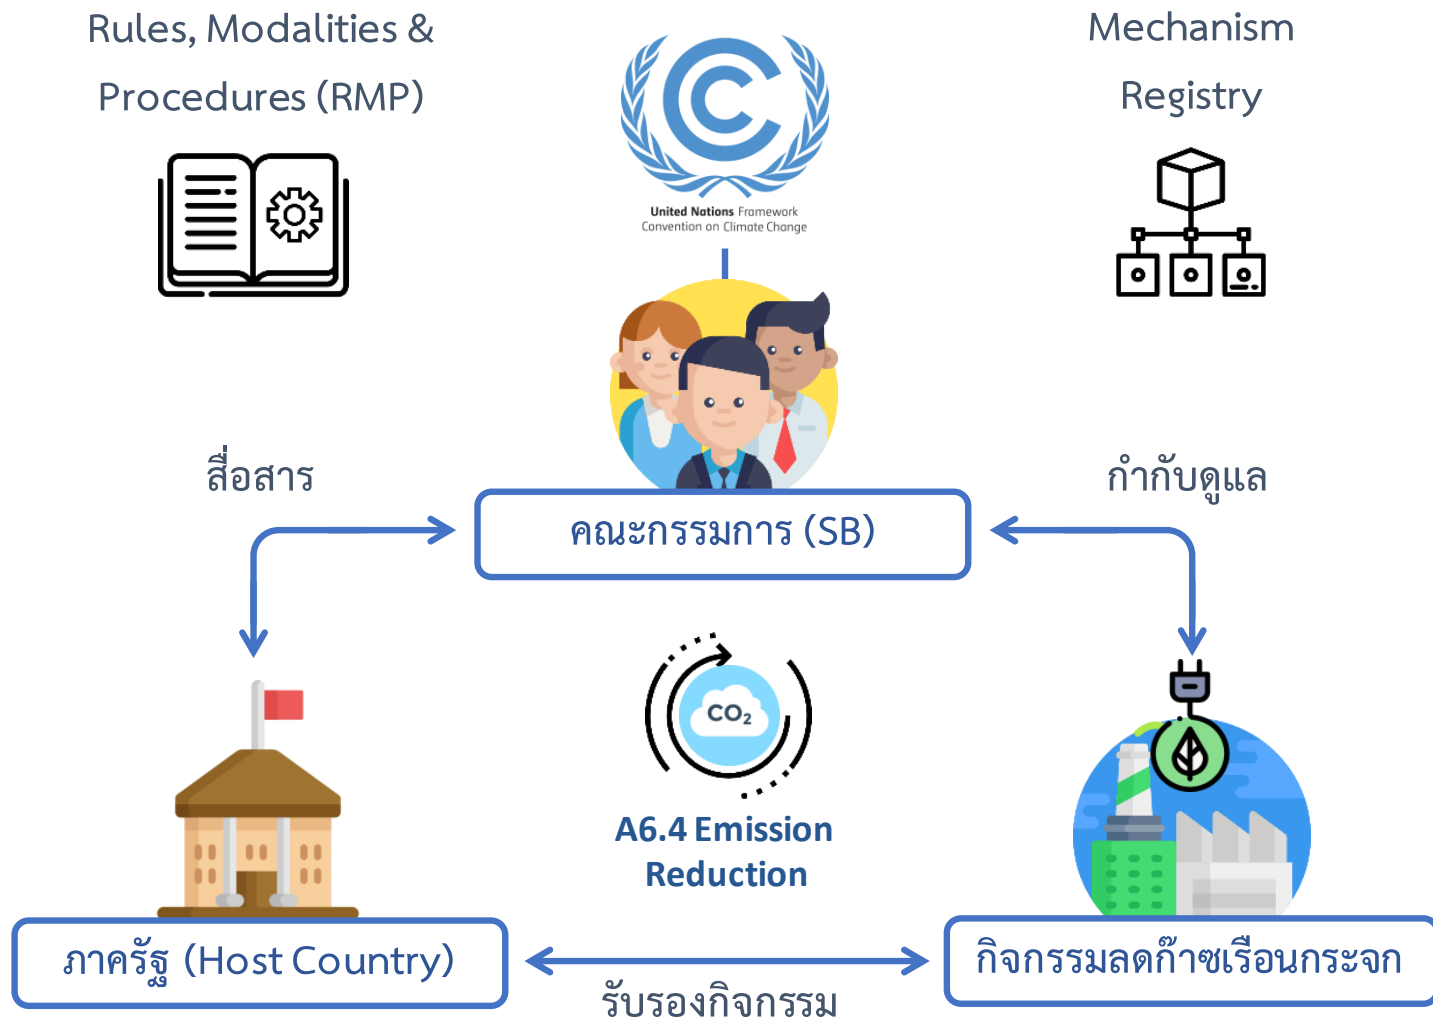 Rules, Modalities &
Procedures (RMP)
Mechanism
Registry
United Nations Framework
Convention on Climate Change
สื่อสาร
กำกับดูแล
คณะกรรมการ (SB)
CO₂
A6.4 Emission
Reduction
ภาครัฐ (Host Country)
กิจกรรมลดก๊าซเรือนกระจก
รับรองกิจกรรม